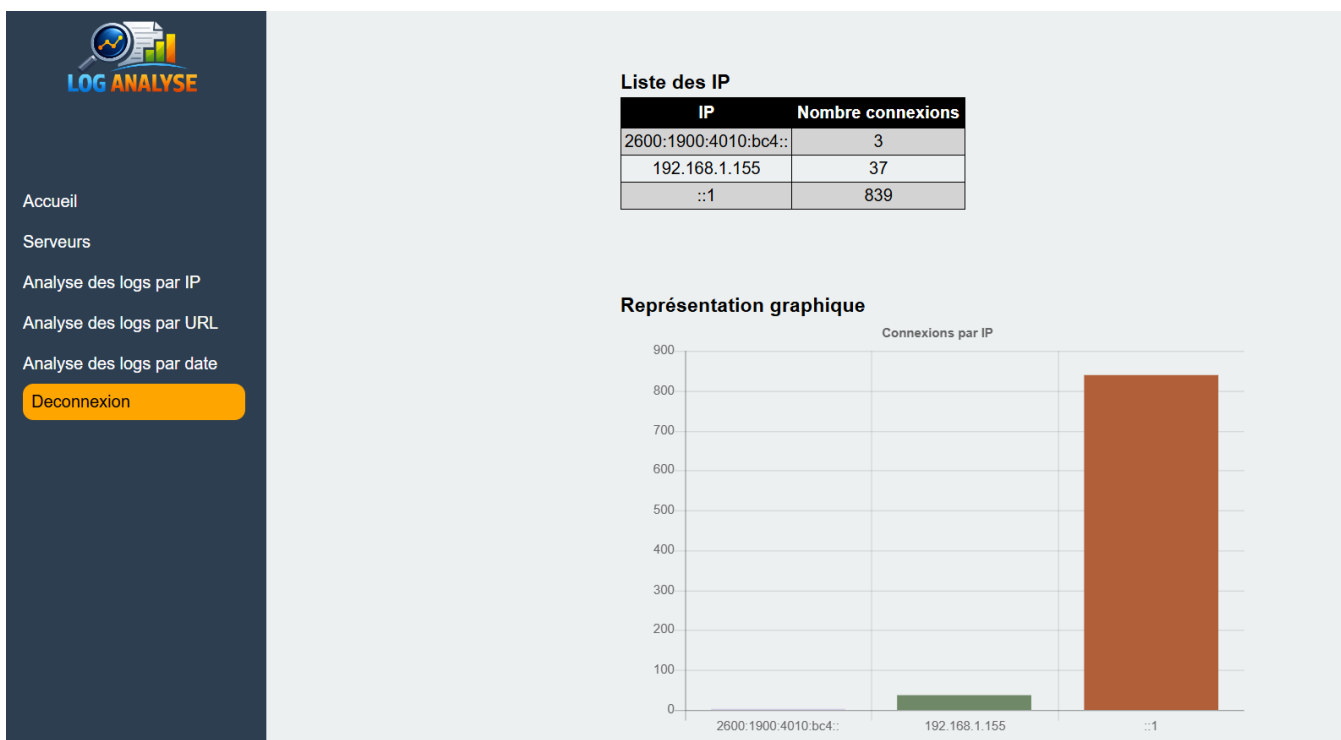 LOG ANALYSE
Accueil
Serveurs
Analyse des logs par IP
Analyse des logs par URL
Analyse des logs par date
Deconnexion
Liste des IP
IP Nombre connexions
2600:1900:4010:bc4:: 3
192.168.1.155 37
::1 839
Représentation graphique
Connexions par IP
900
800
700
600
500
400
300
200
100
0
2600:1900:4010:bc4:: 192.168.1.155 ::1